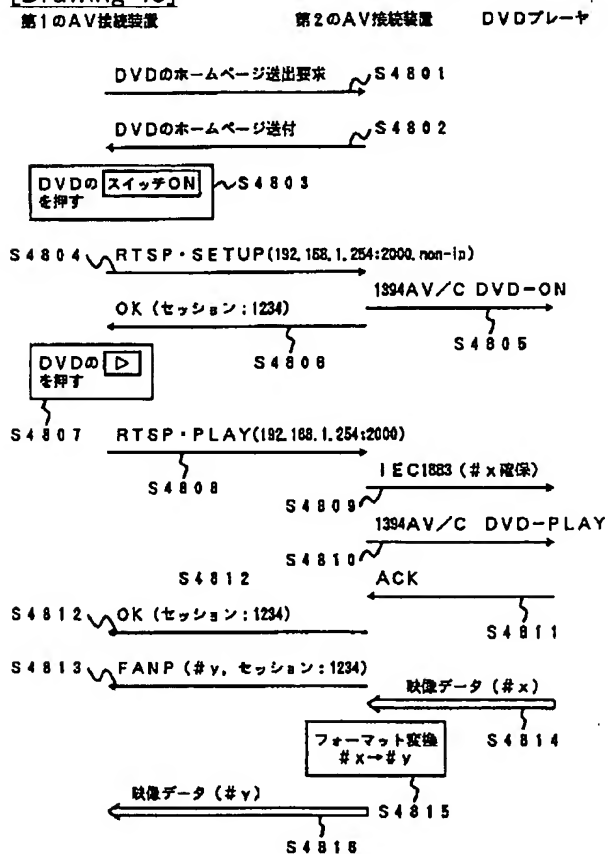 第1のAV接続装置 第2のAV接続装置 DVDプレーヤ
DVDのホームページ送出要求 S4801
DVDのホームページ送付 S4802
DVDの スイッチON S4803
を押す
S4804 RTSP・SETUP(192.168.1.254:2000.non-ip)
1394AV/C DVD-ON
OK (セッション:1234)
S4805
S4806
DVDの ▷
を押す
S4807 RTSP・PLAY(192.168.1.254:2000)
S4808 IEC1883 (#x確保)
S4809
1394AV/C DVD-PLAY
S4810
S4812 ACK
S4812 OK (セッション:1234)
S4811
S4813 FANP (#y, セッション:1234)
映像データ (#x)
フォーマット変換 S4814
#x→#y
映像データ (#y) S4815
S4816